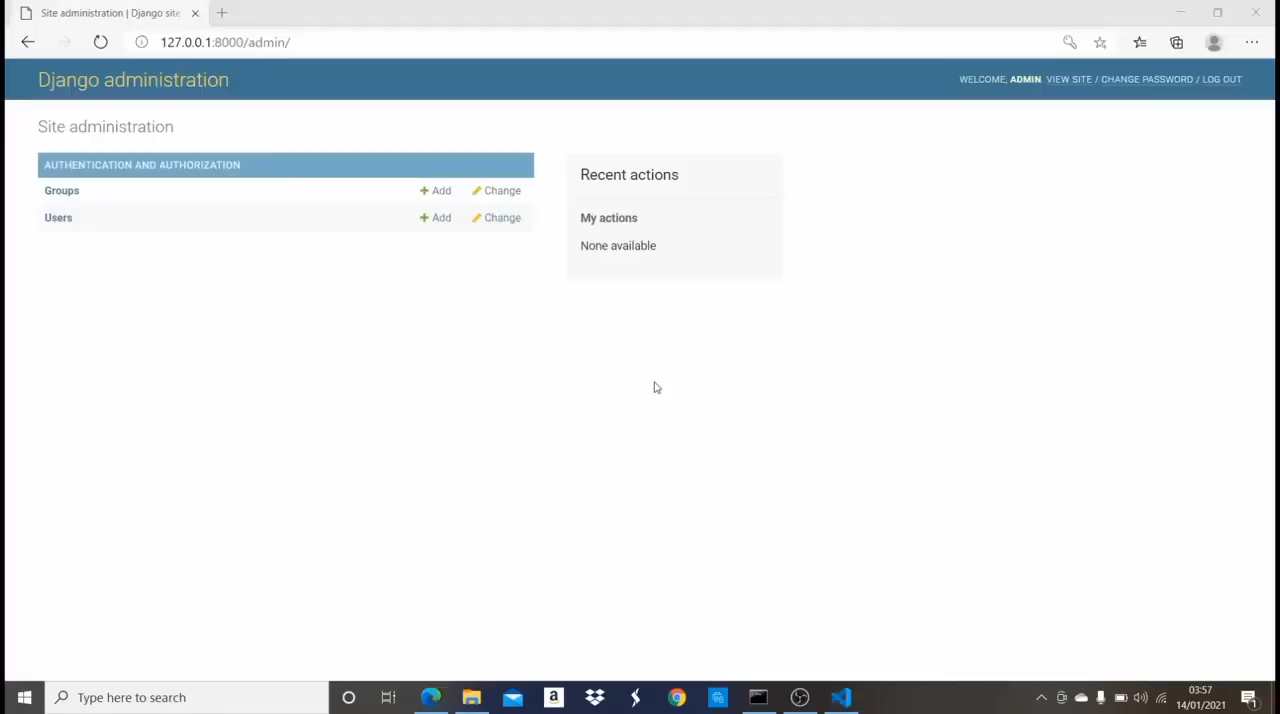 Site administration | Django site
127.0.0.1:8000/admin/
Django administration
WELCOME, ADMIN. VIEW SITE / CHANGE PASSWORD / LOG OUT
Site administration
AUTHENTICATION AND AUTHORIZATION
Groups Add Change
Users Add Change
Recent actions
My actions
None available
Type here to search
03:57
14/01/2021